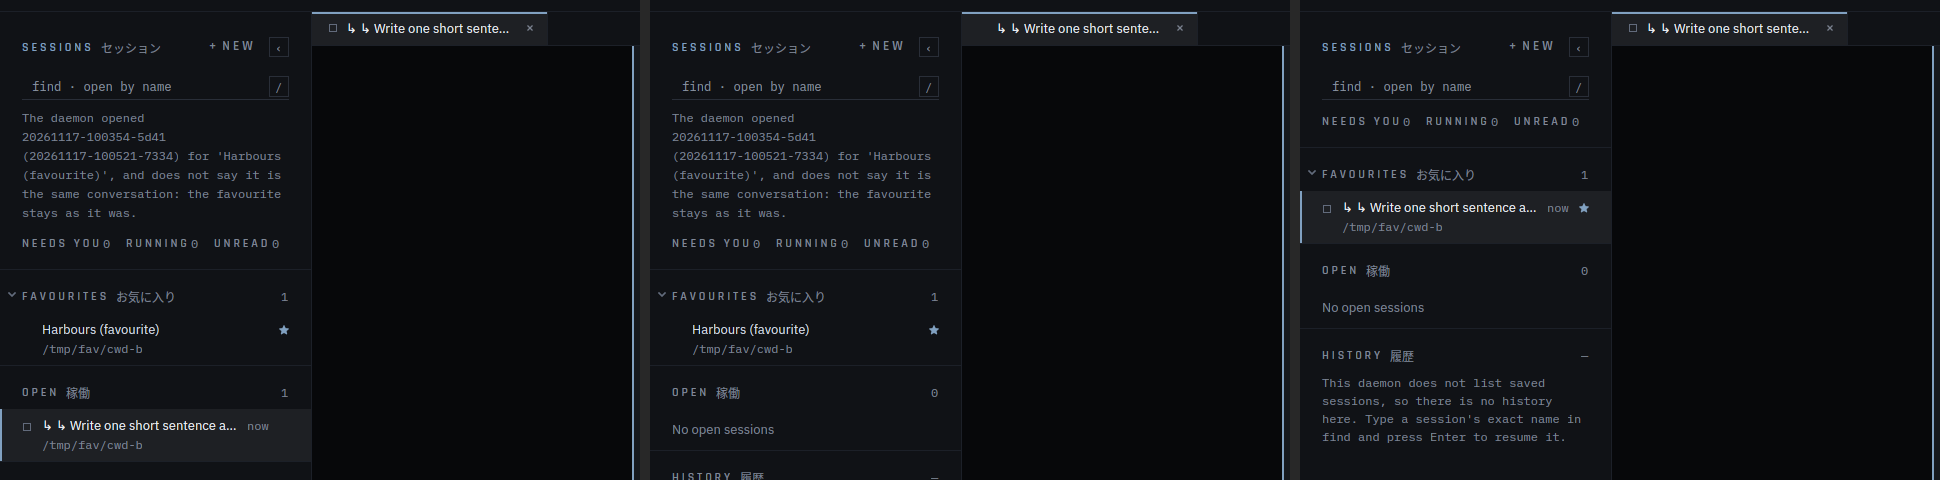 ↳ ↳ Write one short sente... ×
SESSIONS セッション + NEW ‹
find · open by name /
The daemon opened
20261117-100354-5d41
(20261117-100521-7334) for 'Harbours
(favourite)', and does not say it is
the same conversation: the favourite
stays as it was.
NEEDS YOU 0 RUNNING 0 UNREAD 0
FAVOURITES お気に入り 1
Harbours (favourite) ★
/tmp/fav/cwd-b
OPEN 稼働 1
↳ ↳ Write one short sentence a... now
/tmp/fav/cwd-b
↳ ↳ Write one short sente... ×
SESSIONS セッション + NEW ‹
find · open by name /
The daemon opened
20261117-100354-5d41
(20261117-100521-7334) for 'Harbours
(favourite)', and does not say it is
the same conversation: the favourite
stays as it was.
NEEDS YOU 0 RUNNING 0 UNREAD 0
FAVOURITES お気に入り 1
Harbours (favourite) ★
/tmp/fav/cwd-b
OPEN 稼働 0
No open sessions
HISTORY 履歴 —
↳ ↳ Write one short sente... ×
SESSIONS セッション + NEW ‹
find · open by name /
NEEDS YOU 0 RUNNING 0 UNREAD 0
FAVOURITES お気に入り 1
↳ ↳ Write one short sentence a... now ★
/tmp/fav/cwd-b
OPEN 稼働 0
No open sessions
HISTORY 履歴 —
This daemon does not list saved
sessions, so there is no history
here. Type a session's exact name in
find and press Enter to resume it.